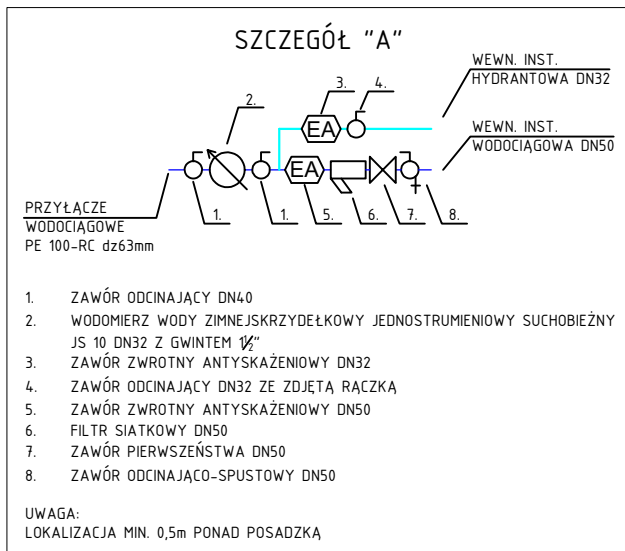 SZCZEGÓŁ "A"
WEWN. INST.
HYDRANTOWA DN32
3.
4.
2.
EA
WEWN. INST.
WODOCIĄGOWA DN50
EA
PRZYŁĄCZE
WODOCIĄGOWE
PE 100-RC dz63mm
1.
1.
5.
6.
7.
8.
1. ZAWÓR ODCINAJĄCY DN40
2. WODOMIERZ WODY ZIMNEJSKRZYDEŁKOWY JEDNOSTRUMIENIOWY SUCHOBIEŻNY
JS 10 DN32 Z GWINTEM 1½"
3. ZAWÓR ZWROTNY ANTYSKAŻENIOWY DN32
4. ZAWÓR ODCINAJĄCY DN32 ZE ZDJĘTĄ RĄCZKĄ
5. ZAWÓR ZWROTNY ANTYSKAŻENIOWY DN50
6. FILTR SIATKOWY DN50
7. ZAWÓR PIERWSZEŃSTWA DN50
8. ZAWÓR ODCINAJĄCO-SPUSTOWY DN50
UWAGA:
LOKALIZACJA MIN. 0,5m PONAD POSADZKĄ